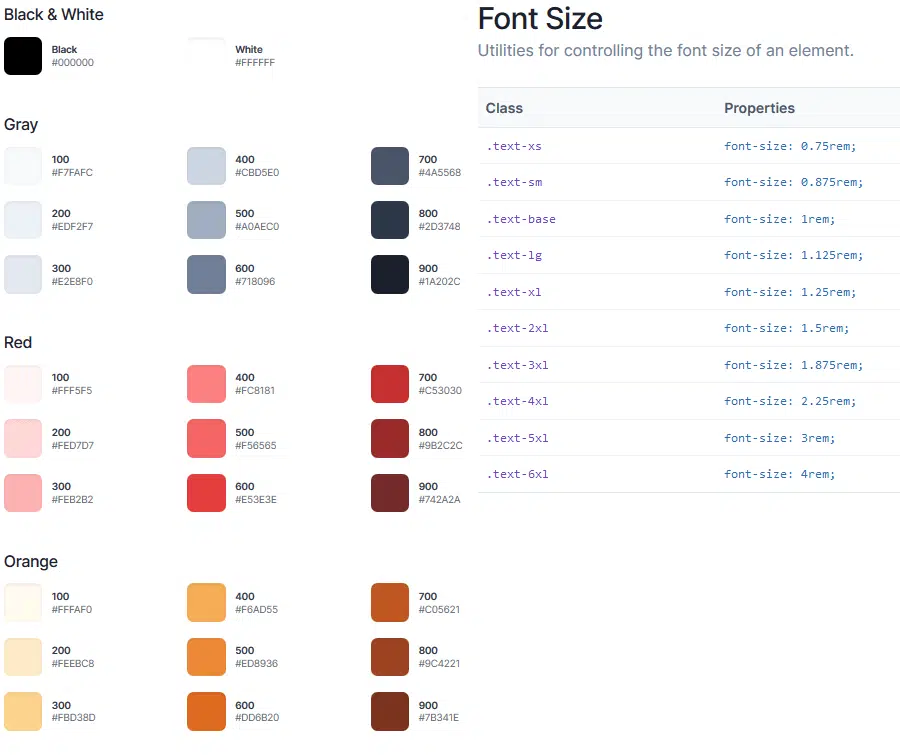 Black & White
Black
#000000
White
#FFFFFF
Gray
100
#F7FAFC
400
#CBD5E0
700
#4A5568
200
#EDF2F7
500
#A0AEC0
800
#2D3748
300
#E2E8F0
600
#718096
900
#1A202C
Red
100
#FFF5F5
400
#FC8181
700
#C53030
200
#FED7D7
500
#F56565
800
#9B2C2C
300
#FEB2B2
600
#E53E3E
900
#742A2A
Orange
100
#FFFAF0
400
#F6AD55
700
#C05621
200
#FEEBC8
500
#ED8936
800
#9C4221
300
#FBD38D
600
#DD6B20
900
#7B341E
Font Size
Utilities for controlling the font size of an element.
Class Properties
.text-xs font-size: 0.75rem;
.text-sm font-size: 0.875rem;
.text-base font-size: 1rem;
.text-lg font-size: 1.125rem;
.text-xl font-size: 1.25rem;
.text-2xl font-size: 1.5rem;
.text-3xl font-size: 1.875rem;
.text-4xl font-size: 2.25rem;
.text-5xl font-size: 3rem;
.text-6xl font-size: 4rem;